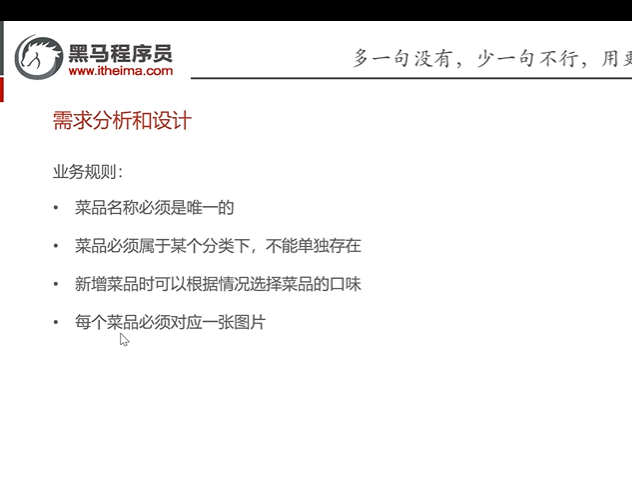 黑马程序员
www.itheima.com
多一句没有，少一句不行，用
需求分析和设计
业务规则：
• 菜品名称必须是唯一的
• 菜品必须属于某个分类下，不能单独存在
• 新增菜品时可以根据情况选择菜品的口味
• 每个菜品必须对应一张图片